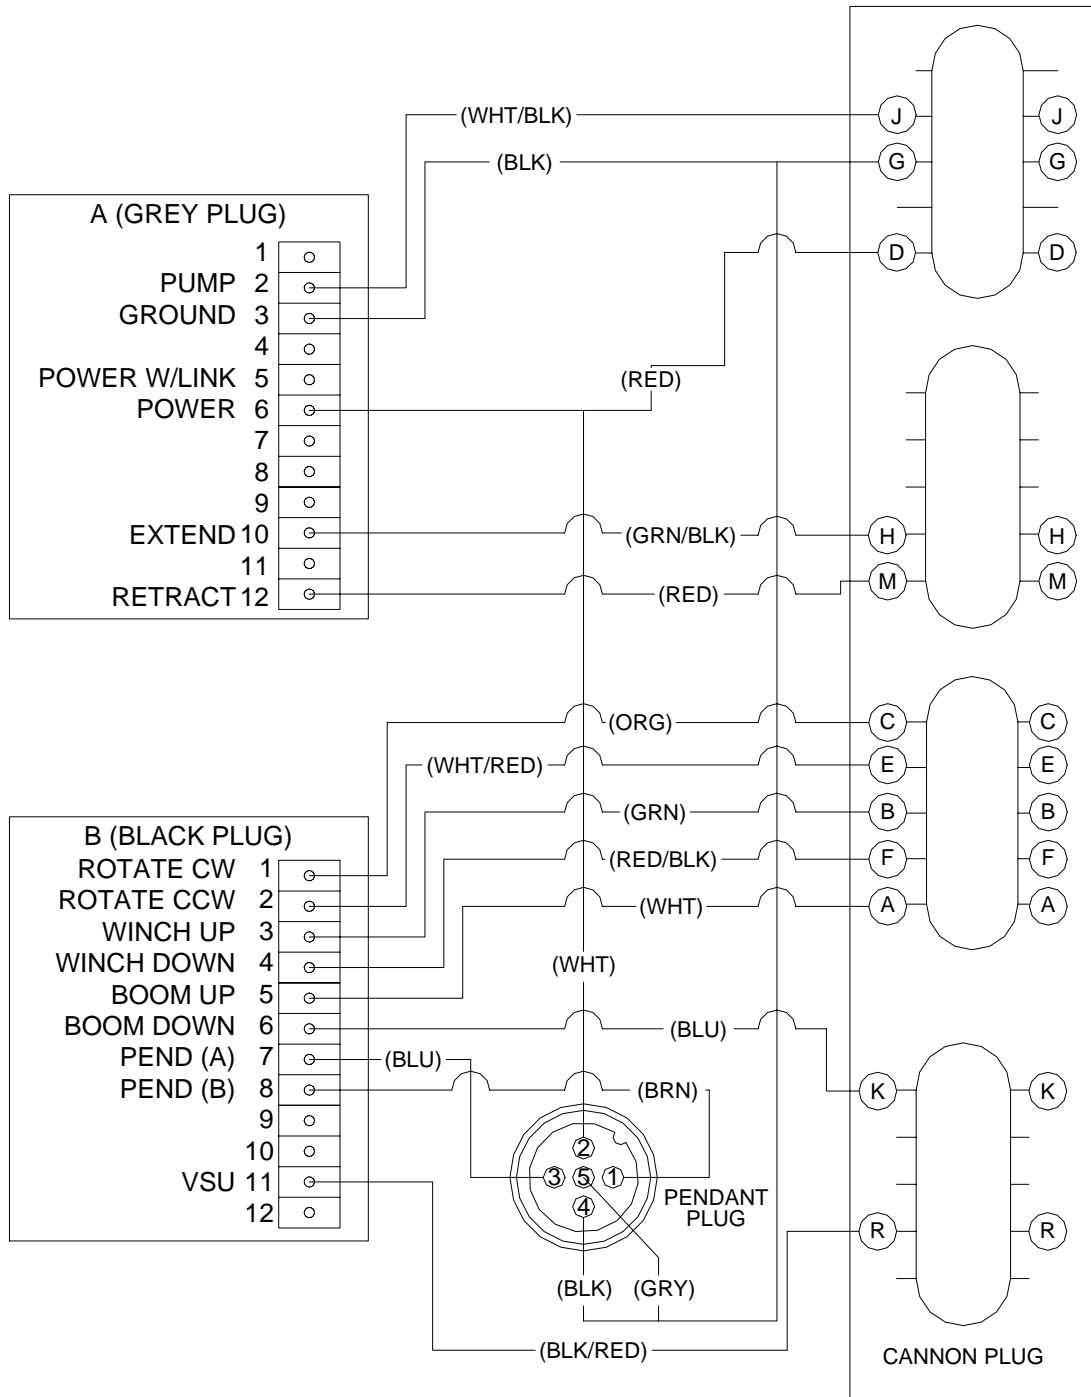 (WHT/BLK)
J
J
(BLK)
G
G
A (GREY PLUG)
1
D
D
PUMP 2
GROUND 3
4
POWER W/LINK 5
(RED)
POWER 6
7
8
9
EXTEND 10
(GRN/BLK)
H
H
11
RETRACT 12
(RED)
M
M
(ORG)
C
C
(WHT/RED)
E
E
(GRN)
B
B
B (BLACK PLUG)
ROTATE CW 1
(RED/BLK)
F
F
ROTATE CCW 2
(WHT)
A
A
WINCH UP 3
WINCH DOWN 4
(WHT)
BOOM UP 5
BOOM DOWN 6
(BLU)
PEND (A) 7
(BLU)
PEND (B) 8
(BRN)
K
K
9
10
2
VSU 11
3 5 1
4
PENDANT
PLUG
12
R
R
(BLK)
(GRY)
(BLK/RED)
CANNON PLUG